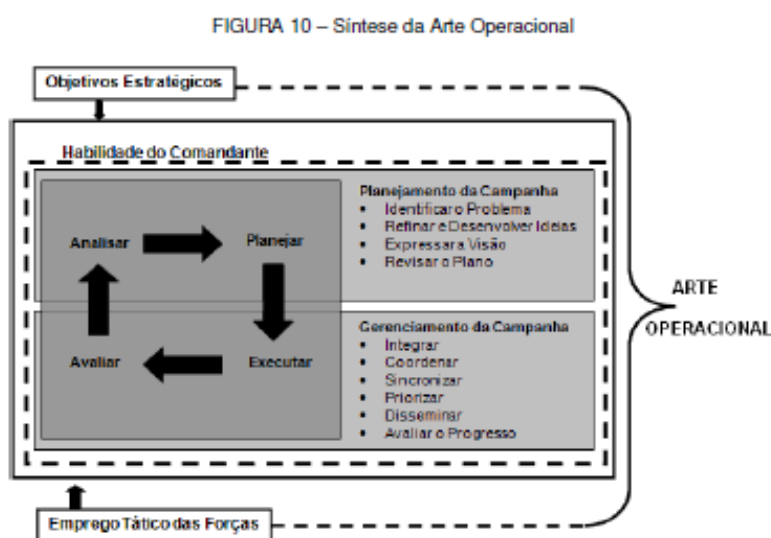 FIGURA 10 – Síntese da Arte Operacional
Objetivos Estratégicos
Habilidade do Comandante
Analisar
Planejar
Planejamento da Campanha
• Identificar o Problema
• Refinar e Desenvolver Ideias
• Expressar a Visão
• Revisar o Plano
ARTE
OPERACIONAL
Avaliar
Executar
Gerenciamento da Campanha
• Integrar
• Coordenar
• Sincronizar
• Priorizar
• Disseminar
• Avaliar o Progresso
Emprego Tático das Forças